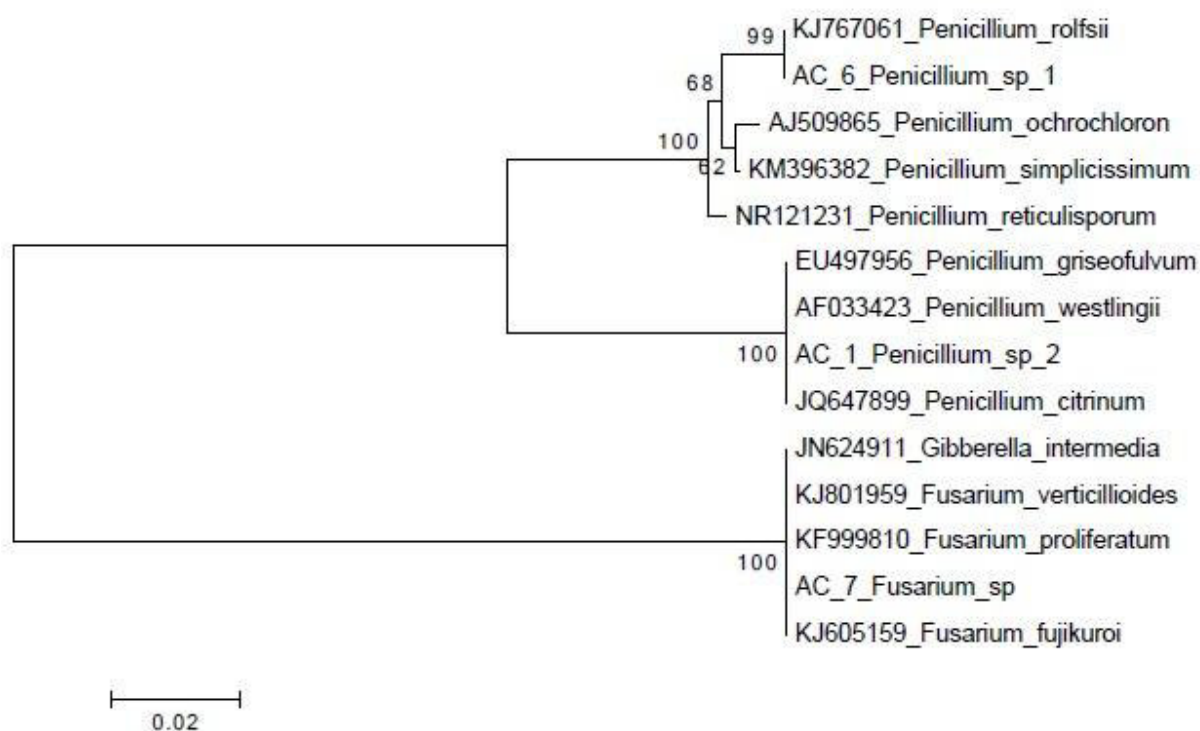 KJ767061_Penicillium_rolfsii
99
AC_6_Penicillium_sp_1
68
AJ509865_Penicillium_ochrochloron
100
62
KM396382_Penicillium_simplicissimum
NR121231_Penicillium_reticulisporum
EU497956_Penicillium_griseofulvum
AF033423_Penicillium_westlingii
100
AC_1_Penicillium_sp_2
JQ647899_Penicillium_citrinum
JN624911_Gibberella_intermedia
KJ801959_Fusarium_verticillioides
KF999810_Fusarium_proliferatum
100
AC_7_Fusarium_sp
KJ605159_Fusarium_fujikuroi
0.02